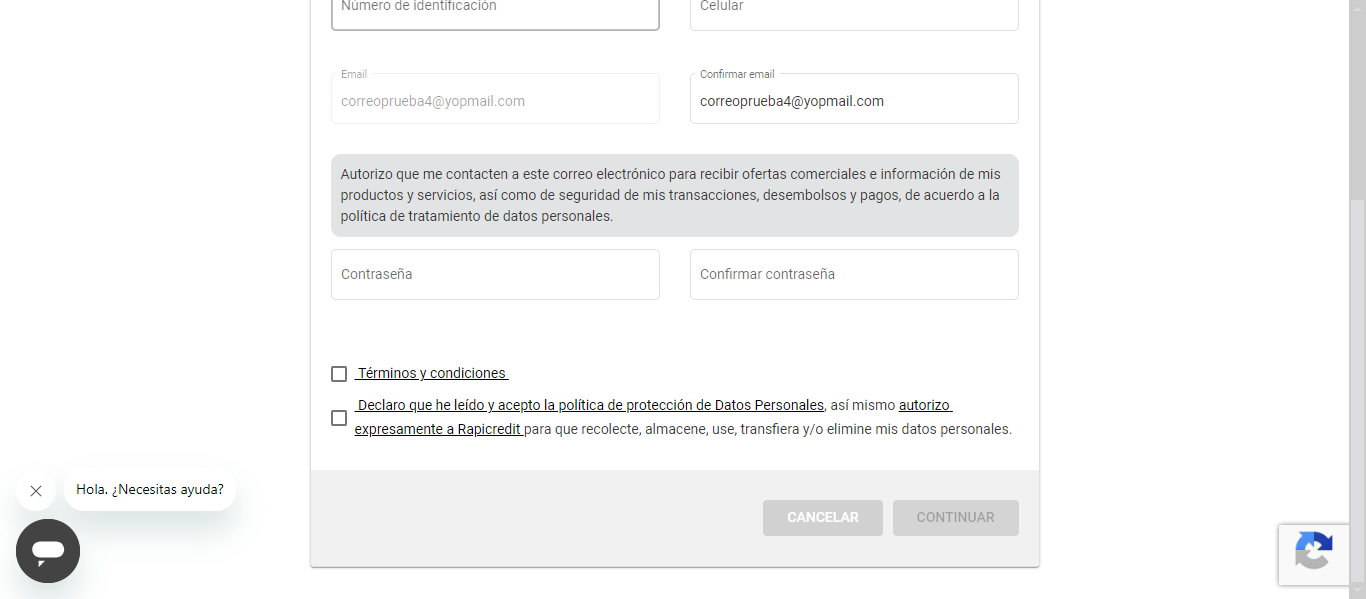 Número de identificación
Celular
Email
Confirmar email
correoprueba4@yopmail.com
correoprueba4@yopmail.com
Autorizo que me contacten a este correo electrónico para recibir ofertas comerciales e información de mis
productos y servicios, así como de seguridad de mis transacciones, desembolsos y pagos, de acuerdo a la
política de tratamiento de datos personales.
Contraseña
Confirmar contraseña
Términos y condiciones
Declaro que he leído y acepto la política de protección de Datos Personales, así mismo autorizo
expresamente a Rapicredit para que recolecte, almacene, use, transfiera y/o elimine mis datos personales.
Hola. ¿Necesitas ayuda?
CANCELAR
CONTINUAR